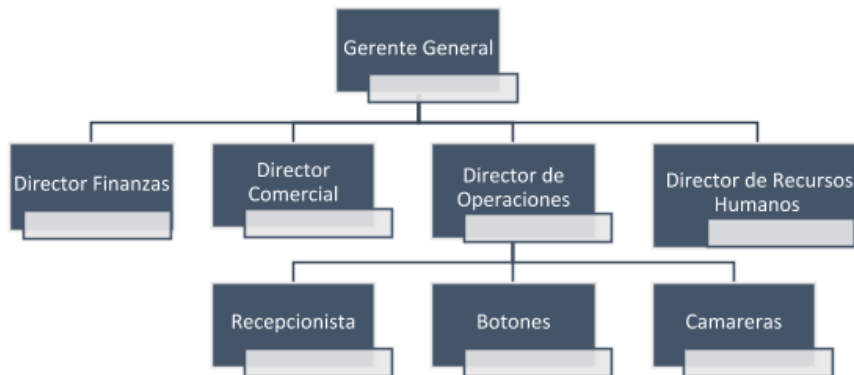 Gerente General
Director Finanzas
Director
Comercial
Director de
Operaciones
Director de Recursos
Humanos
Recepcionista
Botones
Camareras